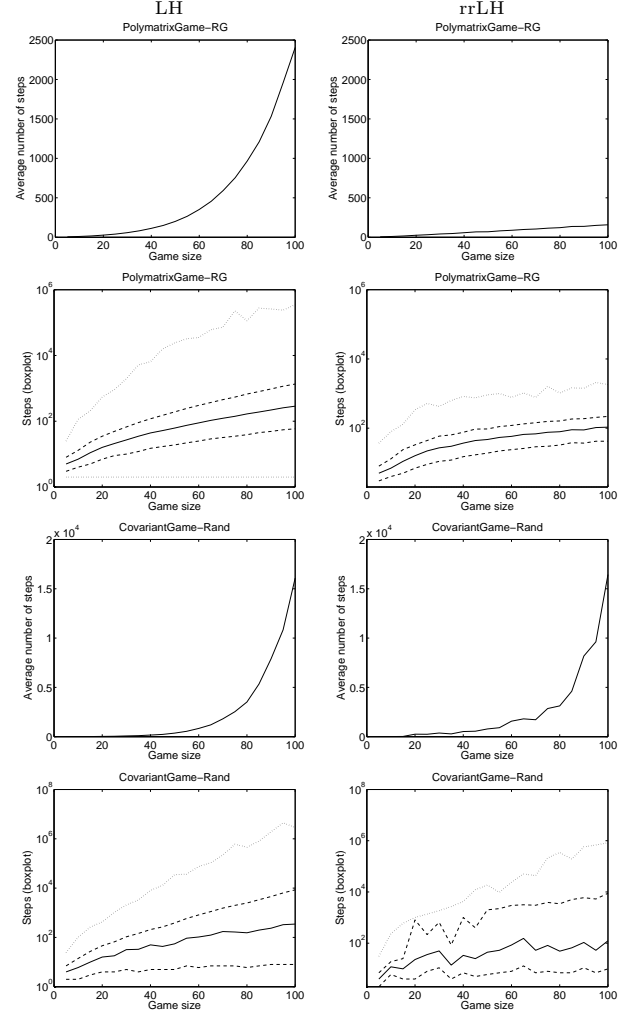 LH
rrLH
PolymatrixGame−RG
PolymatrixGame−RG
Average number of steps
2500
2000
1500
1000
500
0
0 20 40 60 80 100
Game size
Average number of steps
2500
2000
1500
1000
500
0
0 20 40 60 80 100
Game size
PolymatrixGame−RG
PolymatrixGame−RG
Steps (boxplot)
10^6
10^4
10^2
10^0
0 20 40 60 80 100
Game size
Steps (boxplot)
10^6
10^4
10^2
0 20 40 60 80 100
Game size
CovariantGame−Rand
CovariantGame−Rand
Average number of steps
x 10^4
2
1.5
1
0.5
0
0 20 40 60 80 100
Game size
Average number of steps
x 10^4
2
1.5
1
0.5
0
0 20 40 60 80 100
Game size
CovariantGame−Rand
CovariantGame−Rand
Steps (boxplot)
10^8
10^6
10^4
10^2
10^0
0 20 40 60 80 100
Game size
Steps (boxplot)
10^8
10^6
10^4
10^2
0 20 40 60 80 100
Game size